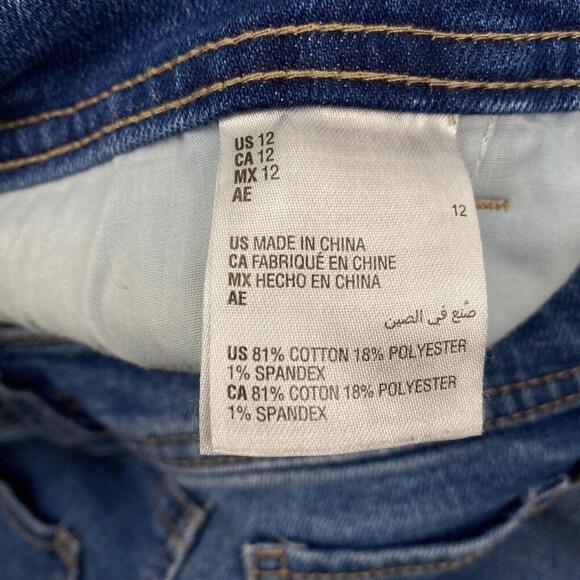 US 12
CA 12
MX 12
AE
12
US MADE IN CHINA
CA FABRIQUÉ EN CHINE
MX HECHO EN CHINA
AE
صُنع في الصين
US 81% COTTON 18% POLYESTER
1% SPANDEX
CA 81% COTON 18% POLYESTER
1% SPANDEX